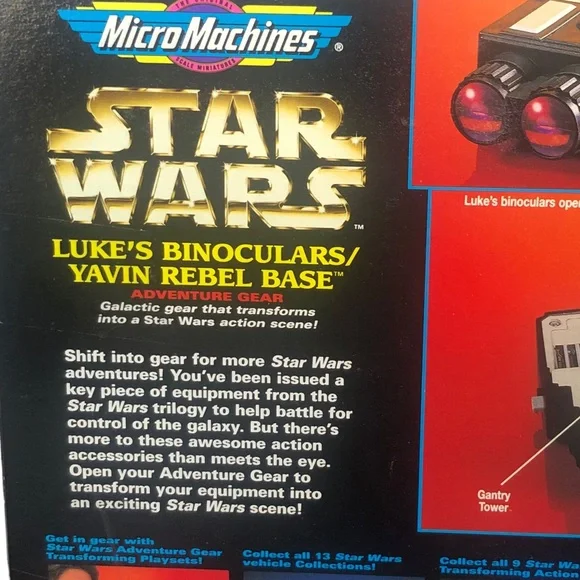 THE ORIGINAL
Micro Machines®
SCALE MINIATURES
STAR
WARS™
LUKE'S BINOCULARS/
YAVIN REBEL BASE™
ADVENTURE GEAR
Galactic gear that transforms
into a Star Wars action scene!
Shift into gear for more Star Wars
adventures! You've been issued a
key piece of equipment from the
Star Wars trilogy to help battle for
control of the galaxy. But there's
more to these awesome action
accessories than meets the eye.
Open your Adventure Gear to
transform your equipment into
an exciting Star Wars scene!
Luke's binoculars
Gantry
Tower
Get in gear with
Star Wars Adventure Gear
Transforming Playsets!
Collect all 13 Star Wars
vehicle Collections!
Collect all 9 Star
Transforming Action